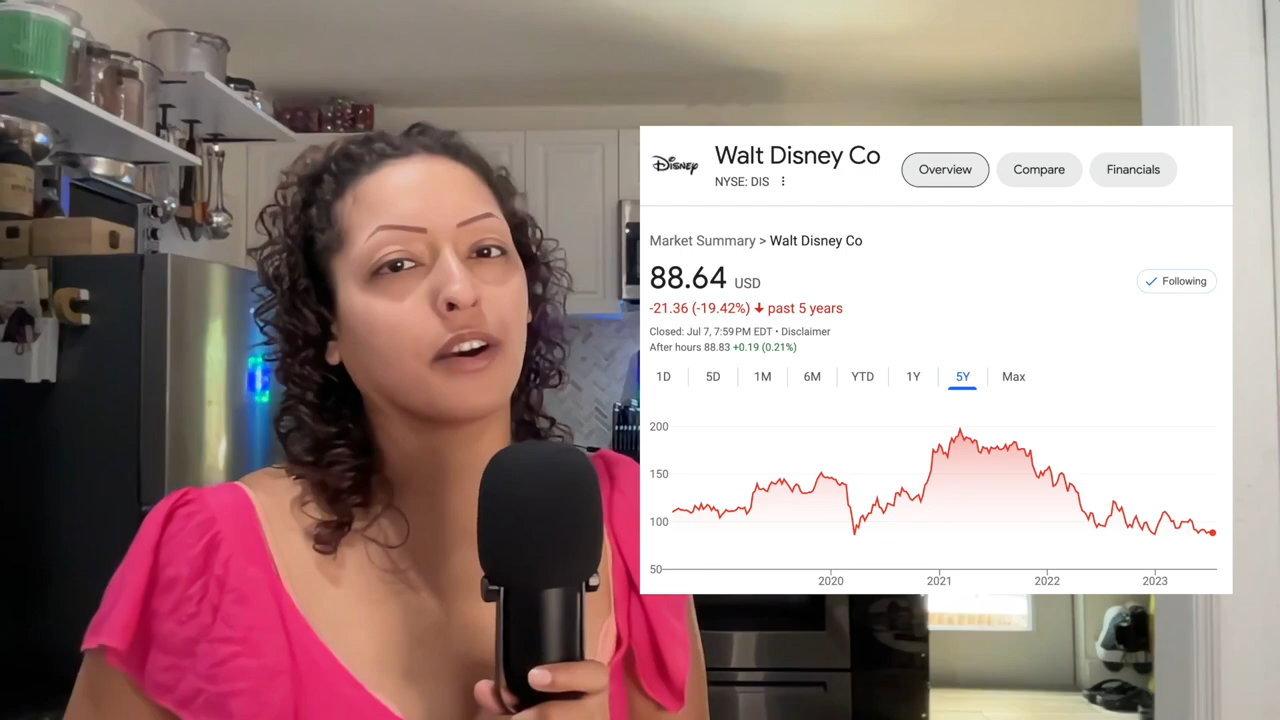 Disney
Walt Disney Co
NYSE: DIS
Overview
Compare
Financials
Market Summary > Walt Disney Co
88.64 USD
Following
-21.36 (-19.42%) past 5 years
Closed: Jul 7, 7:59 PM EDT • Disclaimer
After hours 88.83 +0.19 (0.21%)
1D 5D 1M 6M YTD 1Y 5Y Max
200
150
100
50
2020 2021 2022 2023